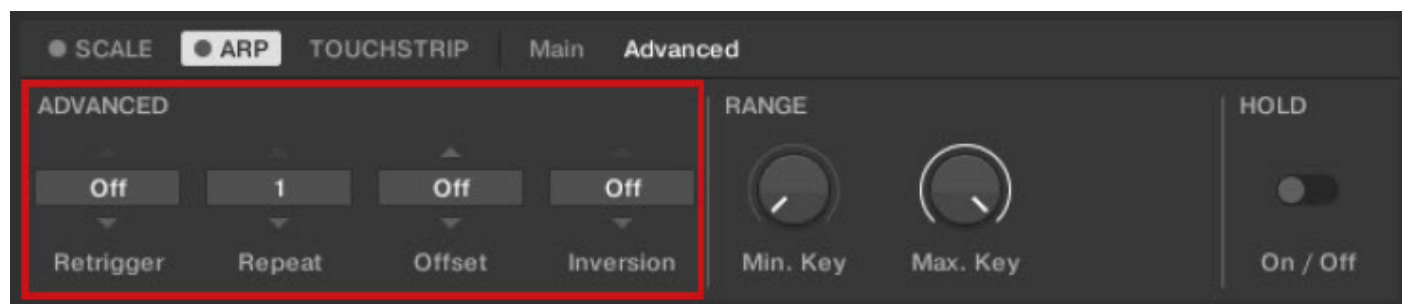 SCALE ARP TOUCHSTRIP Main Advanced
ADVANCED RANGE HOLD
Off 1 Off Off
Retrigger Repeat Offset Inversion Min. Key Max. Key On / Off